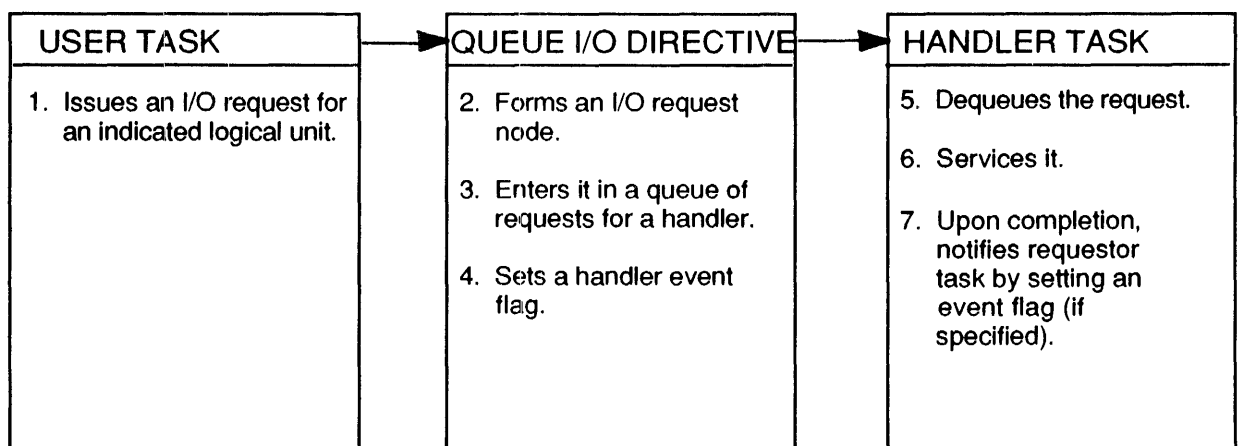 USER TASK
1. Issues an I/O request for
an indicated logical unit.
QUEUE I/O DIRECTIVE
2. Forms an I/O request
node.
3. Enters it in a queue of
requests for a handler.
4. Sets a handler event
flag.
HANDLER TASK
5. Dequeues the request.
6. Services it.
7. Upon completion,
notifies requestor
task by setting an
event flag (if
specified).